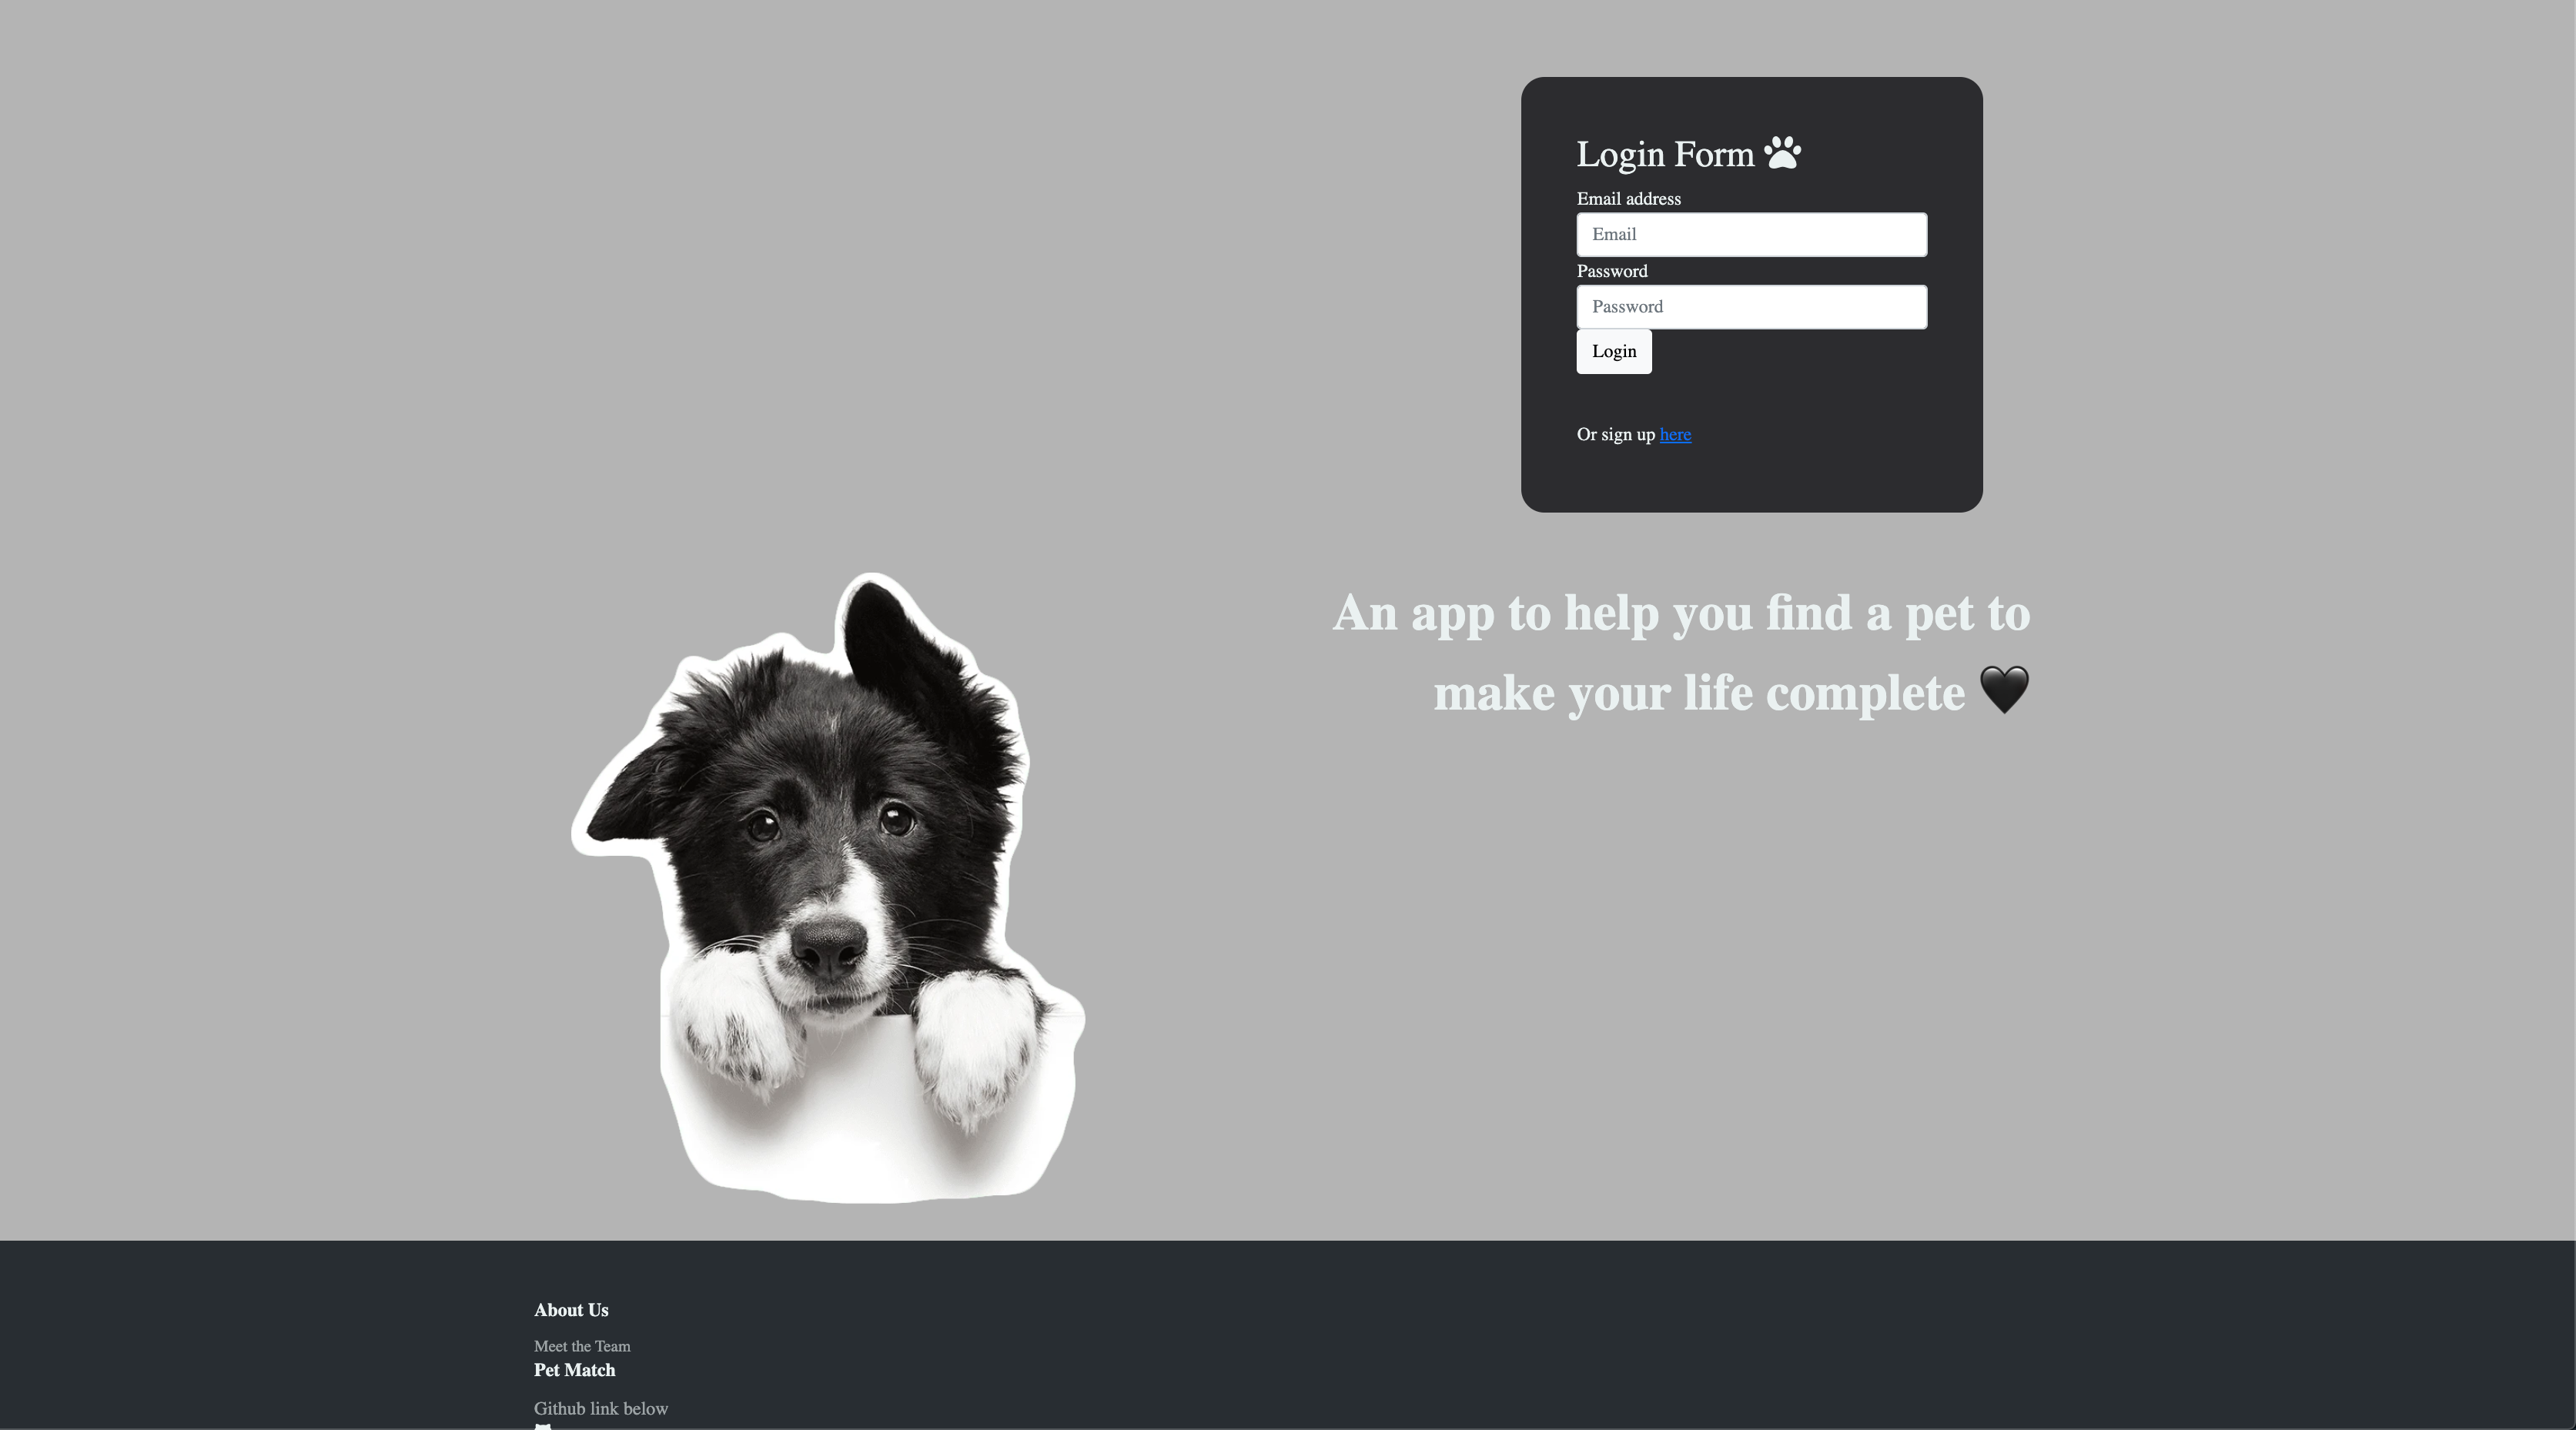 Login Form
Email address
Email
Password
Password
Login
Or sign up here
An app to help you find a pet to
make your life complete 🖤
About Us
Meet the Team
Pet Match
Github link below